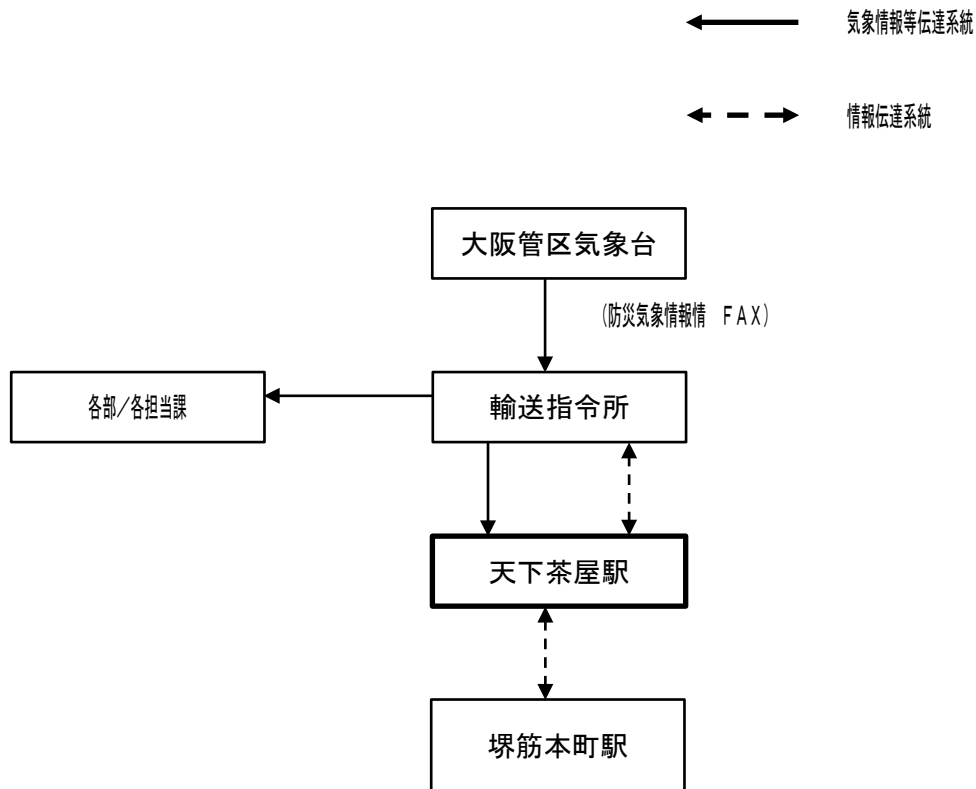 気象情報等伝達系統
情報伝達系統
大阪管区気象台
（防災気象情報情　ＦＡＸ）
各部／各担当課
輸送指令所
天下茶屋駅
堺筋本町駅